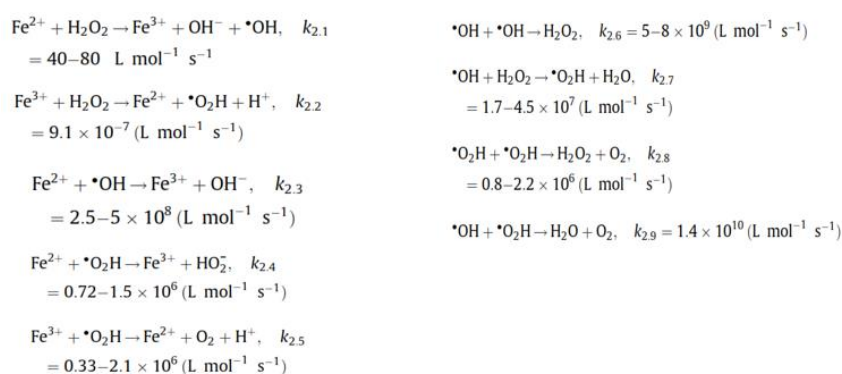 Fe²⁺ + H₂O₂ → Fe³⁺ + OH⁻ + •OH, k₂.₁
= 40–80 L mol⁻¹ s⁻¹
Fe³⁺ + H₂O₂ → Fe²⁺ + •O₂H + H⁺, k₂.₂
= 9.1 × 10⁻⁷ (L mol⁻¹ s⁻¹)
Fe²⁺ + •OH → Fe³⁺ + OH⁻, k₂.₃
= 2.5–5 × 10⁸ (L mol⁻¹ s⁻¹)
Fe²⁺ + •O₂H → Fe³⁺ + HO₂⁻, k₂.₄
= 0.72–1.5 × 10⁶ (L mol⁻¹ s⁻¹)
Fe³⁺ + •O₂H → Fe²⁺ + O₂ + H⁺, k₂.₅
= 0.33–2.1 × 10⁶ (L mol⁻¹ s⁻¹)
•OH + •OH → H₂O₂, k₂.₆ = 5–8 × 10⁹ (L mol⁻¹ s⁻¹)
•OH + H₂O₂ → •O₂H + H₂O, k₂.₇
= 1.7–4.5 × 10⁷ (L mol⁻¹ s⁻¹)
•O₂H + •O₂H → H₂O₂ + O₂, k₂.₈
= 0.8–2.2 × 10⁶ (L mol⁻¹ s⁻¹)
•OH + •O₂H → H₂O + O₂, k₂.₉ = 1.4 × 10¹⁰ (L mol⁻¹ s⁻¹)